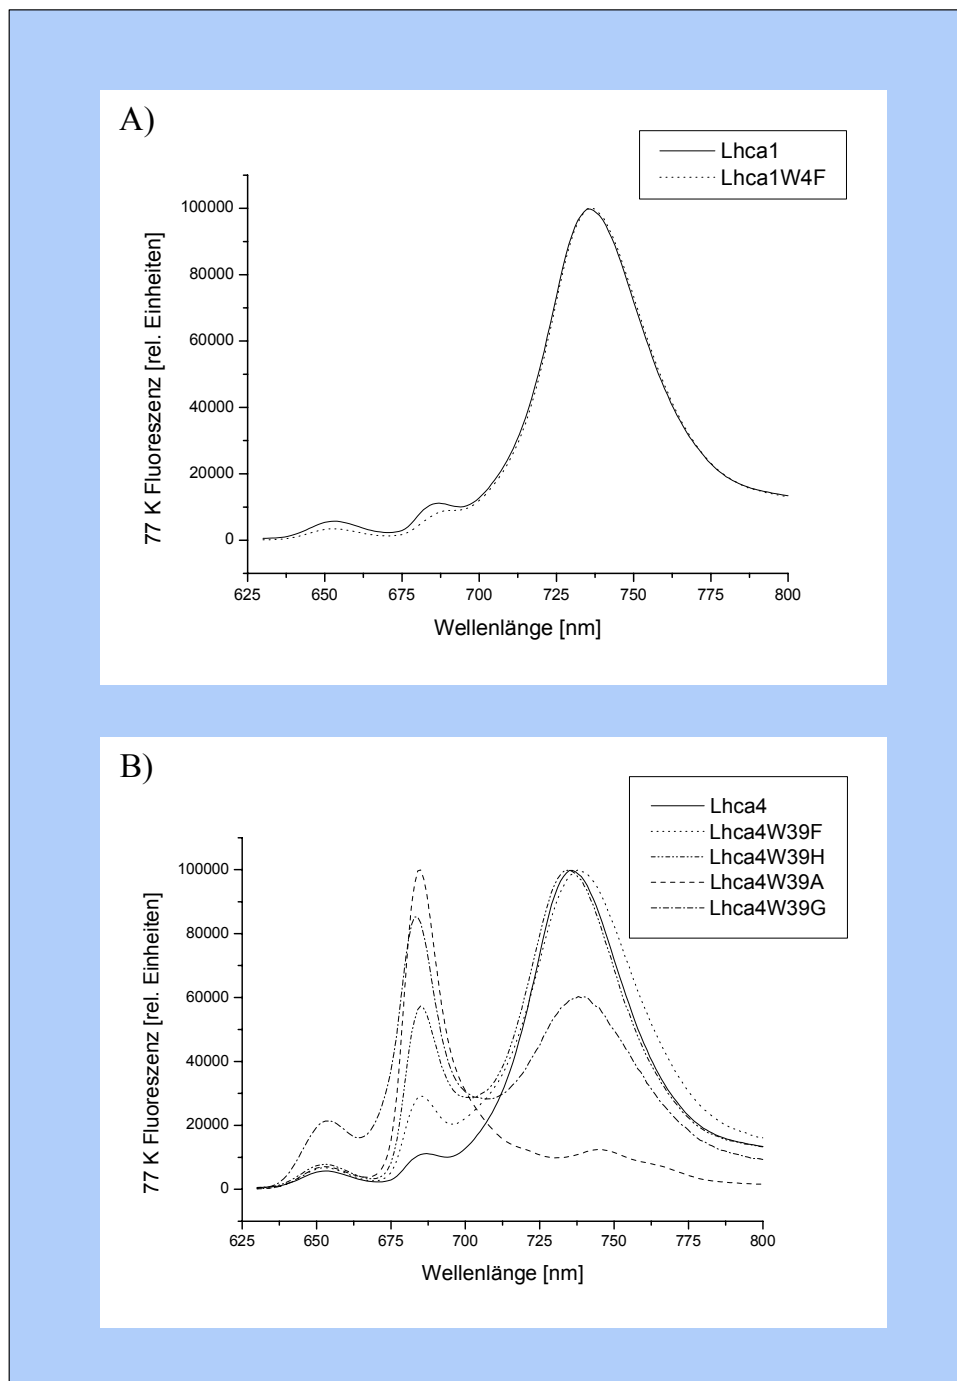 A)
Lhca1
Lhca1W4F
100000
80000
60000
40000
20000
0
77 K Fluoreszenz [rel. Einheiten]
625 650 675 700 725 750 775 800
Wellenlänge [nm]
B)
Lhca4
Lhca4W39F
Lhca4W39H
Lhca4W39A
Lhca4W39G
100000
80000
60000
40000
20000
0
77 K Fluoreszenz [rel. Einheiten]
625 650 675 700 725 750 775 800
Wellenlänge [nm]